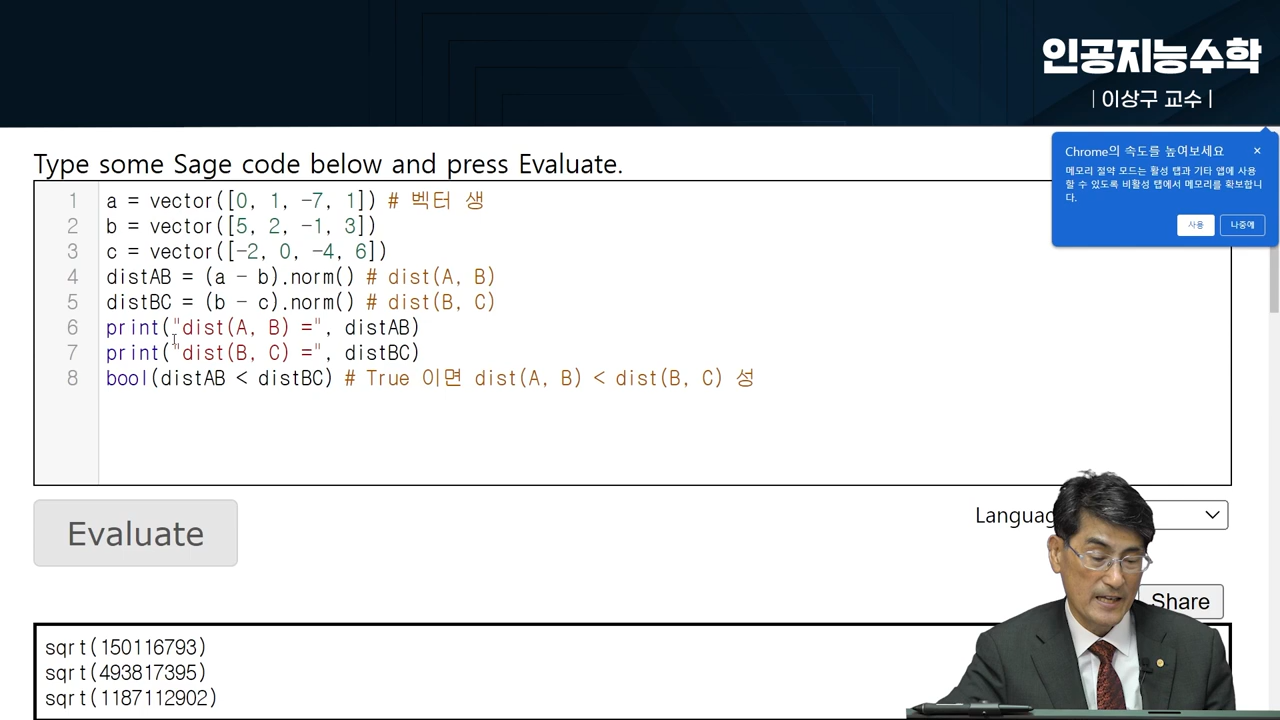 인공지능수학
| 이상구 교수 |
Chrome의 속도를 높여보세요
메모리 절약 모드는 활성 탭과 기타 앱에 사용
할 수 있도록 비활성 탭에서 메모리를 확보합니
다.
사용 나중에
Type some Sage code below and press Evaluate.
1 a = vector([0, 1, -7, 1]) # 벡터 생
2 b = vector([5, 2, -1, 3])
3 c = vector([-2, 0, -4, 6])
4 distAB = (a - b).norm() # dist(A, B)
5 distBC = (b - c).norm() # dist(B, C)
6 print("dist(A, B) =", distAB)
7 print("dist(B, C) =", distBC)
8 bool(distAB < distBC) # True 이면 dist(A, B) < dist(B, C) 성
Evaluate
Share
sqrt(150116793)
sqrt(493817395)
sqrt(1187112902)